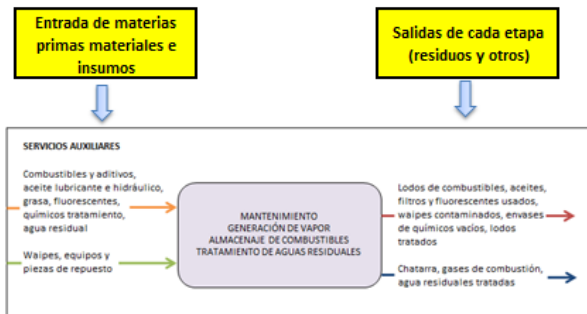 Entrada de materias
primas materiales e
insumos
Salidas de cada etapa
(residuos y otros)
SERVICIOS AUXILIARES
Combustibles y aditivos,
aceite lubricante e hidráulico,
grasa, fluorescentes,
químicos tratamiento,
agua residual
Waipes, equipos y
piezas de repuesto
MANTENIMIENTO
GENERACIÓN DE VAPOR
ALMACENAJE DE COMBUSTIBLES
TRATAMIENTO DE AGUAS RESIDUALES
Lodos de combustibles, aceites,
filtros y fluorescentes usados,
waipes contaminados, envases
de químicos vacíos, lodos
tratados
Chatarra, gases de combustión,
agua residuales tratadas